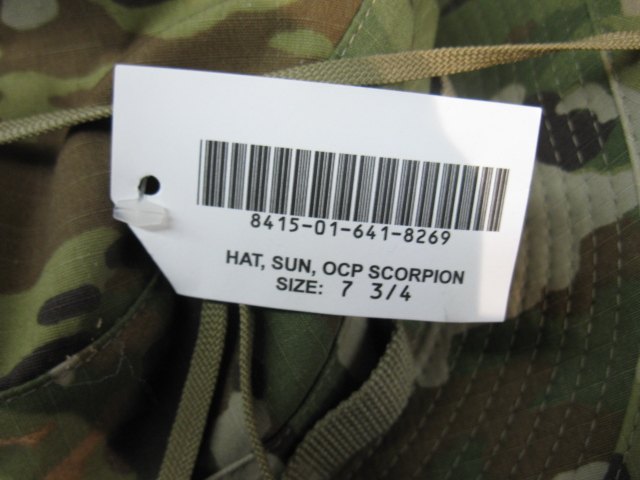 8415-01-641-8269
HAT, SUN, OCP SCORPION
SIZE: 7 3/4